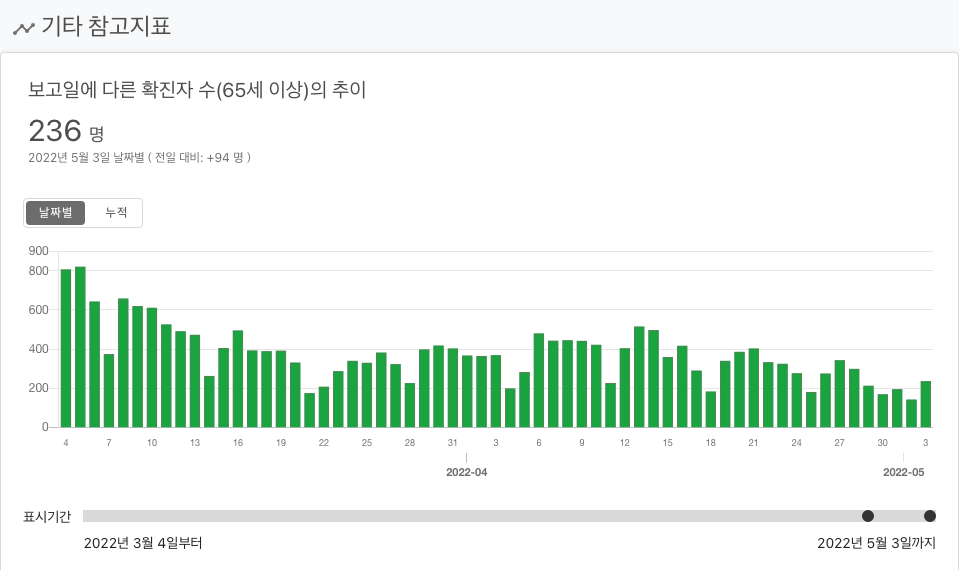 기타 참고지표
보고일에 다른 확진자 수(65세 이상)의 추이
236 명
2022년 5월 3일 날짜별 ( 전일 대비: +94 명 )
날짜별 누적
900
800
600
400
200
0
4 7 10 13 16 19 22 25 28 31 3 6 9 12 15 18 21 24 27 30 3
2022-04 2022-05
표시기간
2022년 3월 4일부터 2022년 5월 3일까지